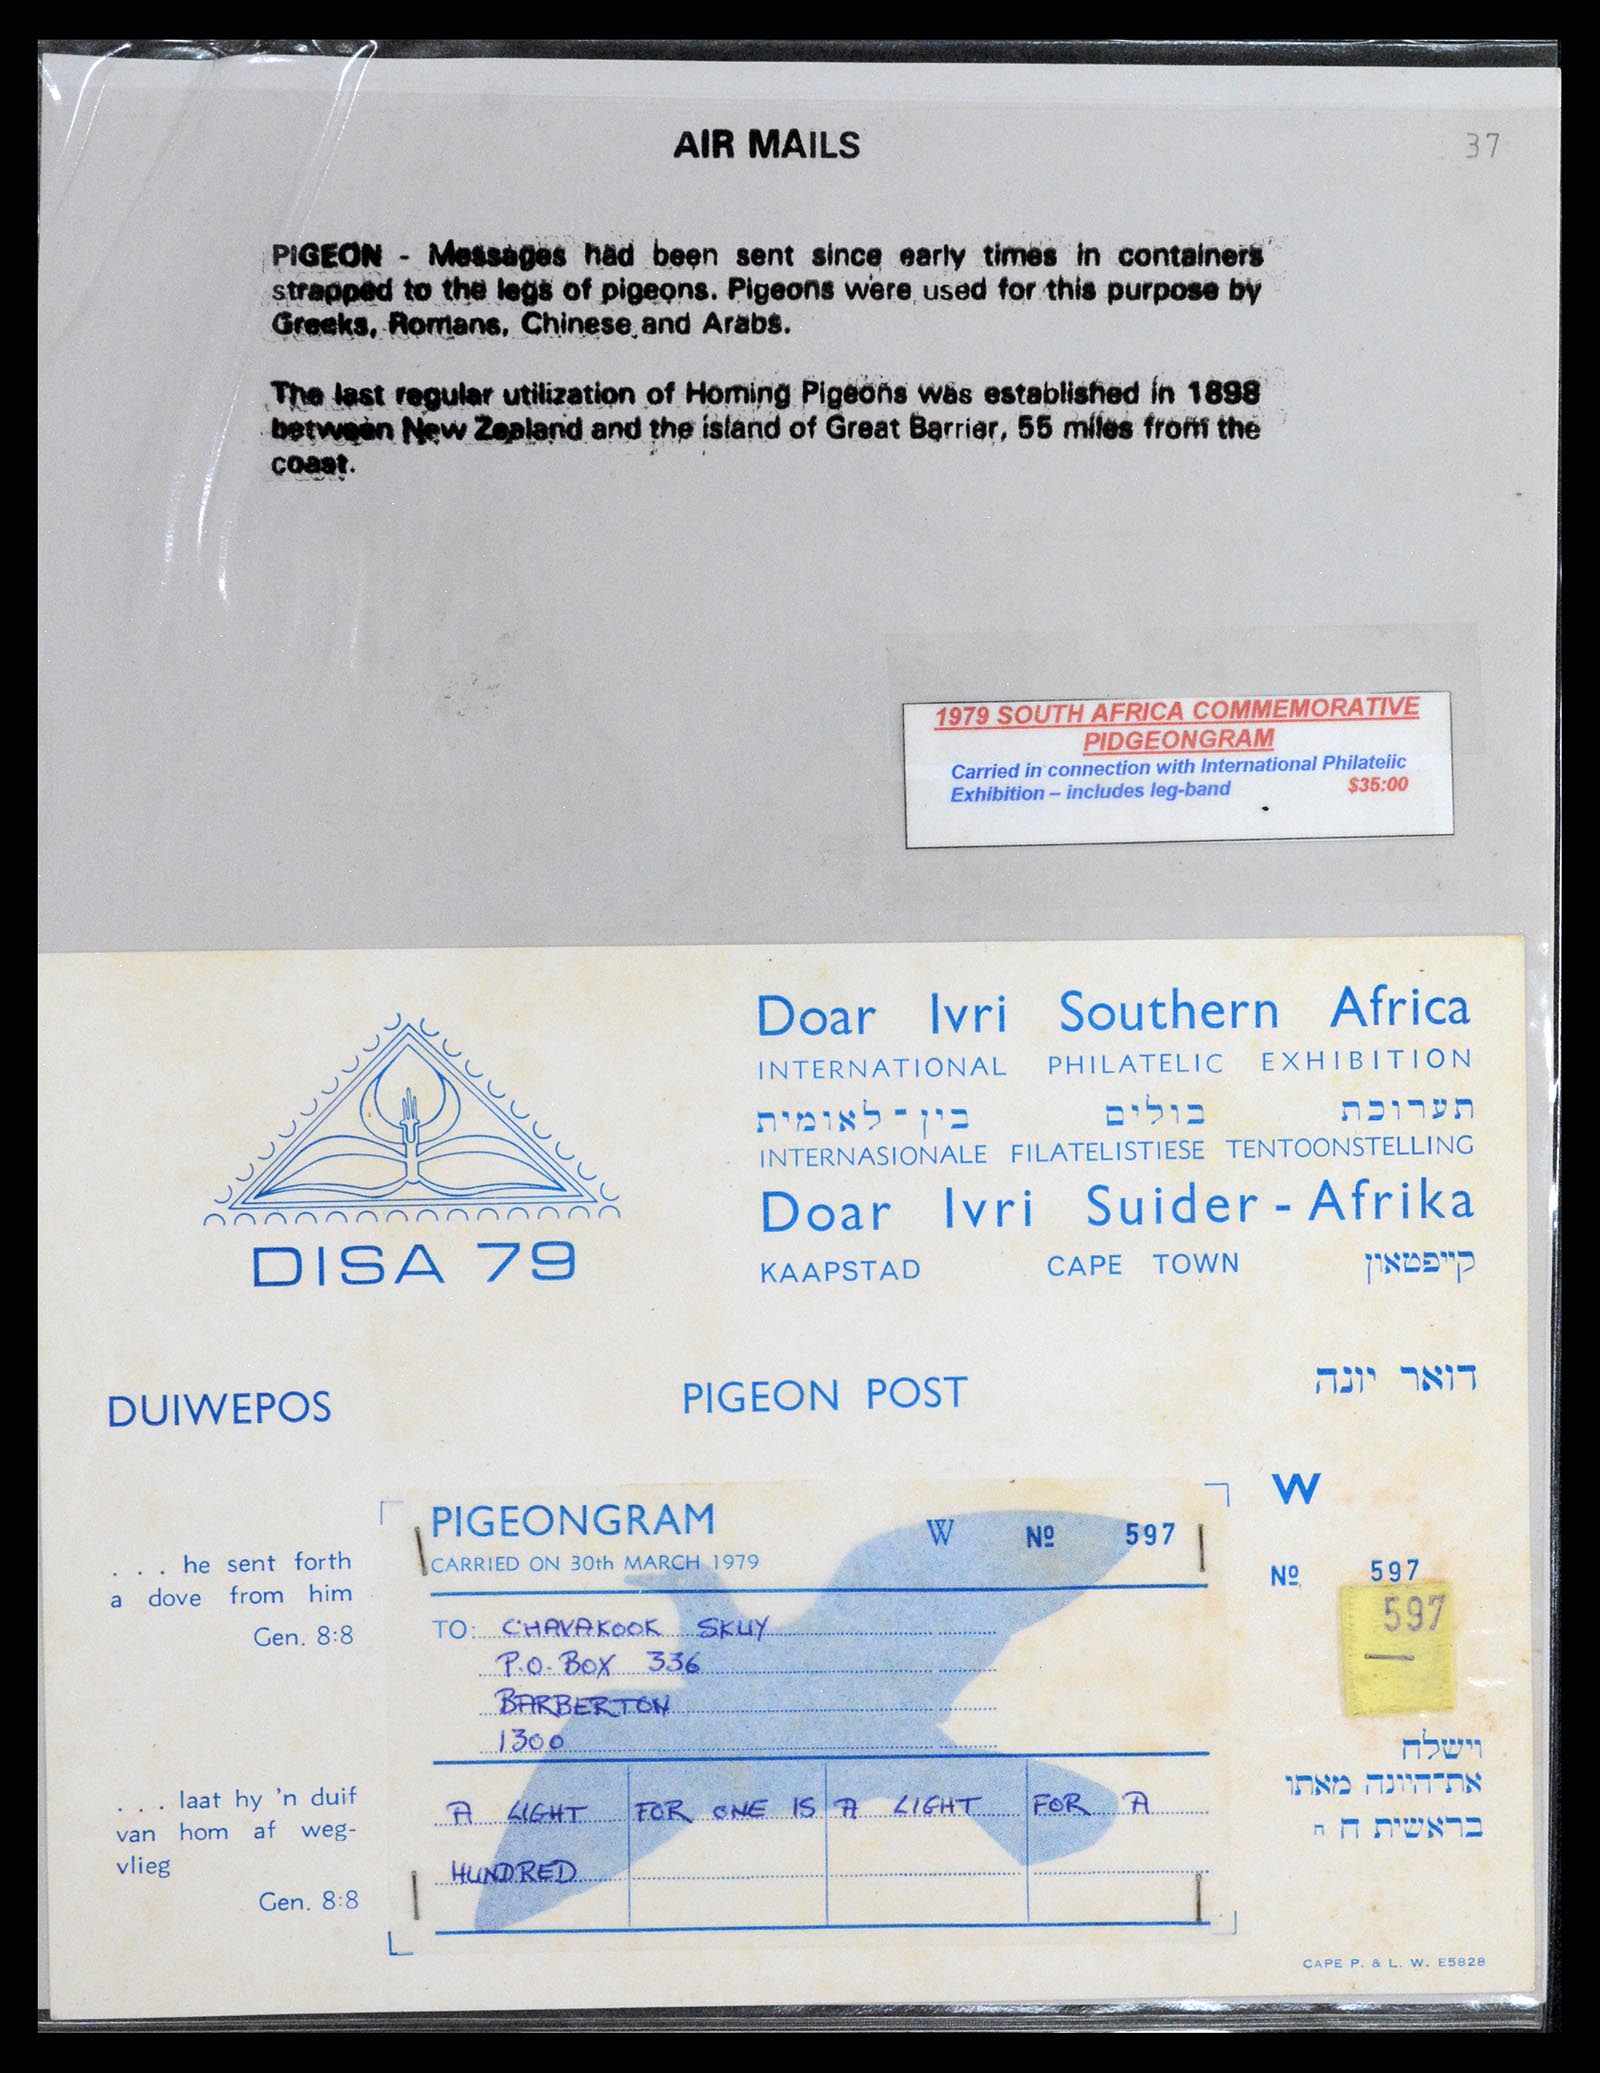 AIR MAILS
37
PIGEON - Messages had been sent since early times in containers
strapped to the legs of pigeons. Pigeons were used for this purpose by
Greeks, Romans, Chinese and Arabs.
The last regular utilization of Homing Pigeons was established in 1898
between New Zealand and the island of Great Barrier, 55 miles from the
coast.
1979 SOUTH AFRICA COMMEMORATIVE
PIDGEONGRAM
Carried in connection with International Philatelic
Exhibition – includes leg-band $35:00
DISA 79
Doar Ivri Southern Africa
INTERNATIONAL PHILATELIC EXHIBITION
תערוכת בולים בין-לאומית
INTERNASIONALE FILATELISTIESE TENTOONSTELLING
Doar Ivri Suider-Afrika
KAAPSTAD CAPE TOWN קייפטאון
DUIWEPOS PIGEON POST דואר יונה
. . . he sent forth
a dove from him
Gen. 8:8
. . . laat hy 'n duif
van hom af weg-
vlieg
Gen. 8:8
PIGEONGRAM W No 597
CARRIED ON 30th MARCH 1979
TO: CHAVAKOOK SKUY
P.O. BOX 336
BARBERTON
1300
A LIGHT FOR ONE IS A LIGHT FOR A
HUNDRED
W
No 597
597
וישלח
את־היונה מאתו
בראשית ח ח
CAPE P. & L. W. E5828